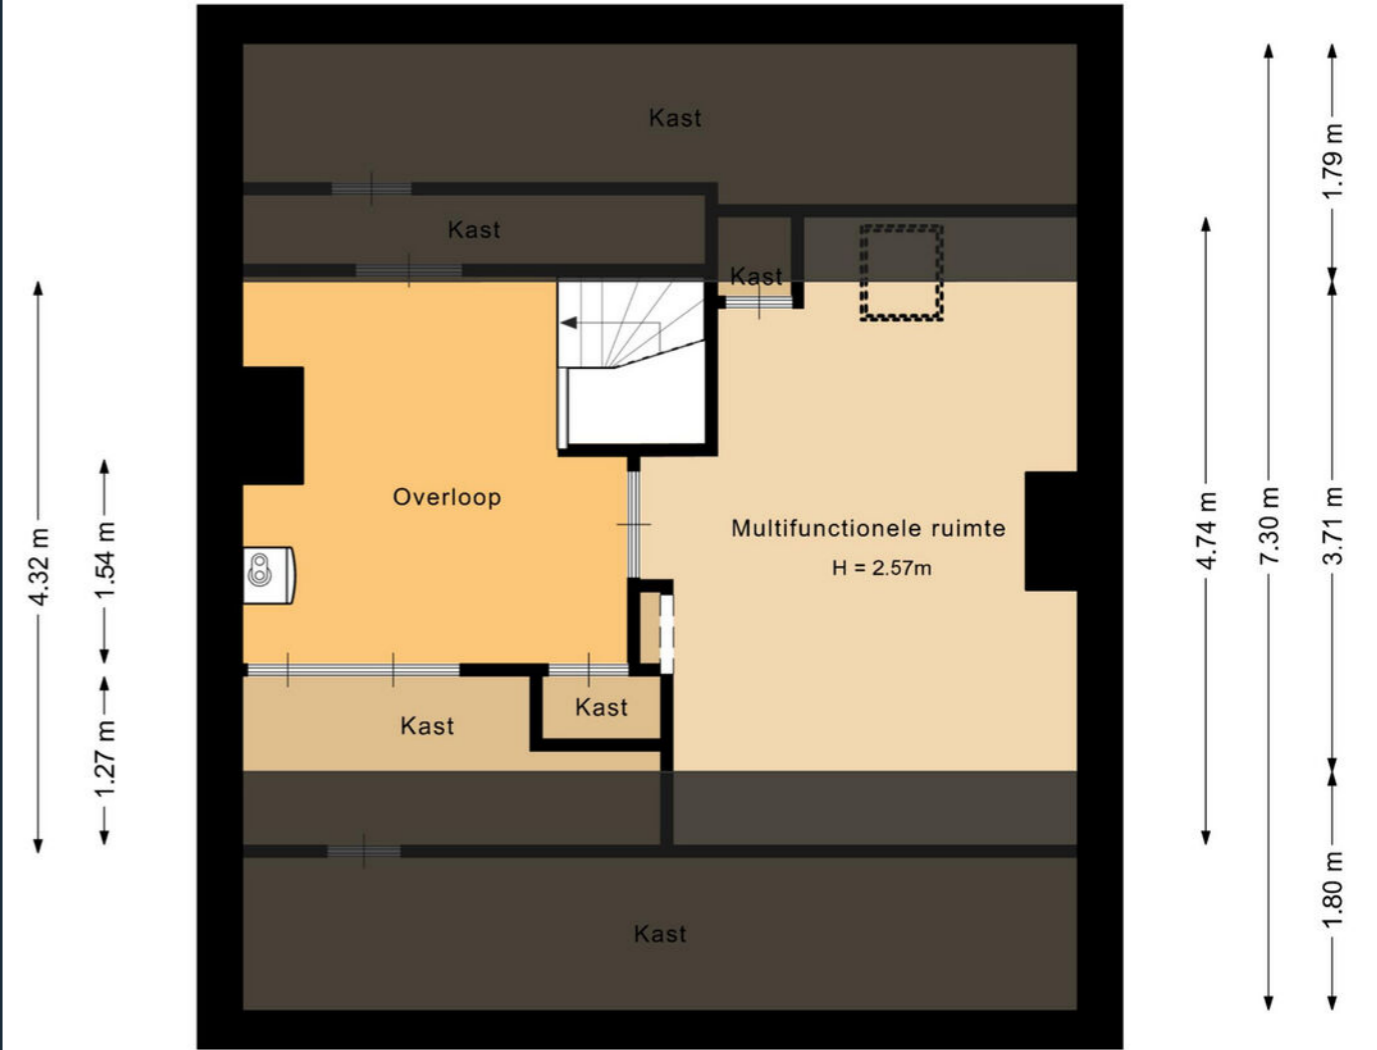 Kast
1.79 m
Kast
Kast
Overloop
Multifunctionele ruimte
H = 2.57m
4.32 m
1.54 m
4.74 m
7.30 m
3.71 m
Kast
Kast
1.27 m
1.80 m
Kast